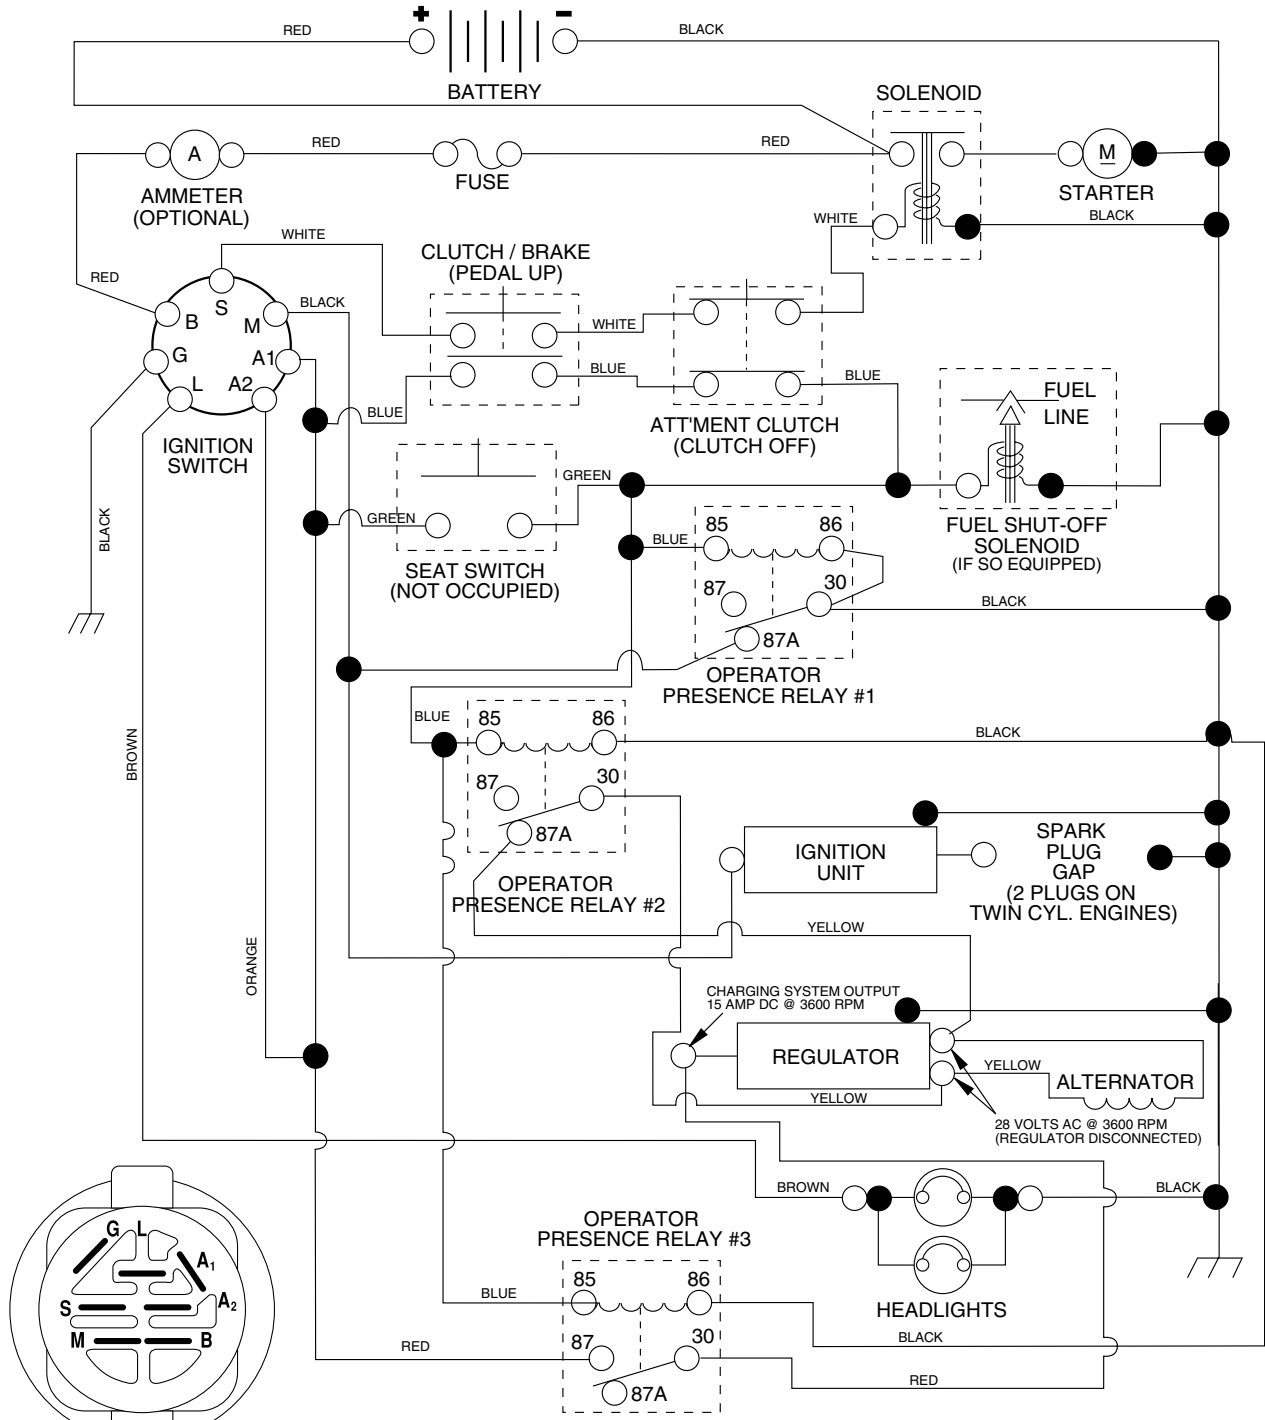 + -
RED
BLACK
BATTERY
SOLENOID
A
RED
RED
M
AMMETER
(OPTIONAL)
FUSE
STARTER
WHITE
BLACK
WHITE
CLUTCH / BRAKE
(PEDAL UP)
RED
S
B
M
BLACK
WHITE
G
A1
L
A2
BLUE
BLUE
BLUE
FUEL
LINE
IGNITION
SWITCH
ATT'MENT CLUTCH
(CLUTCH OFF)
GREEN
GREEN
BLACK
SEAT SWITCH
(NOT OCCUPIED)
FUEL SHUT-OFF
SOLENOID
(IF SO EQUIPPED)
85
86
BLUE
87
30
BLACK
87A
OPERATOR
PRESENCE RELAY #1
BLUE
85
86
BLACK
BROWN
87
30
87A
OPERATOR
PRESENCE RELAY #2
IGNITION
UNIT
SPARK
PLUG
GAP
(2 PLUGS ON
TWIN CYL. ENGINES)
YELLOW
ORANGE
CHARGING SYSTEM OUTPUT
15 AMP DC @ 3600 RPM
REGULATOR
YELLOW
ALTERNATOR
YELLOW
28 VOLTS AC @ 3600 RPM
(REGULATOR DISCONNECTED)
BROWN
BLACK
HEADLIGHTS
OPERATOR
PRESENCE RELAY #3
85
86
BLUE
87
30
BLACK
RED
RED
87A
G L
A1
S
A2
M
B